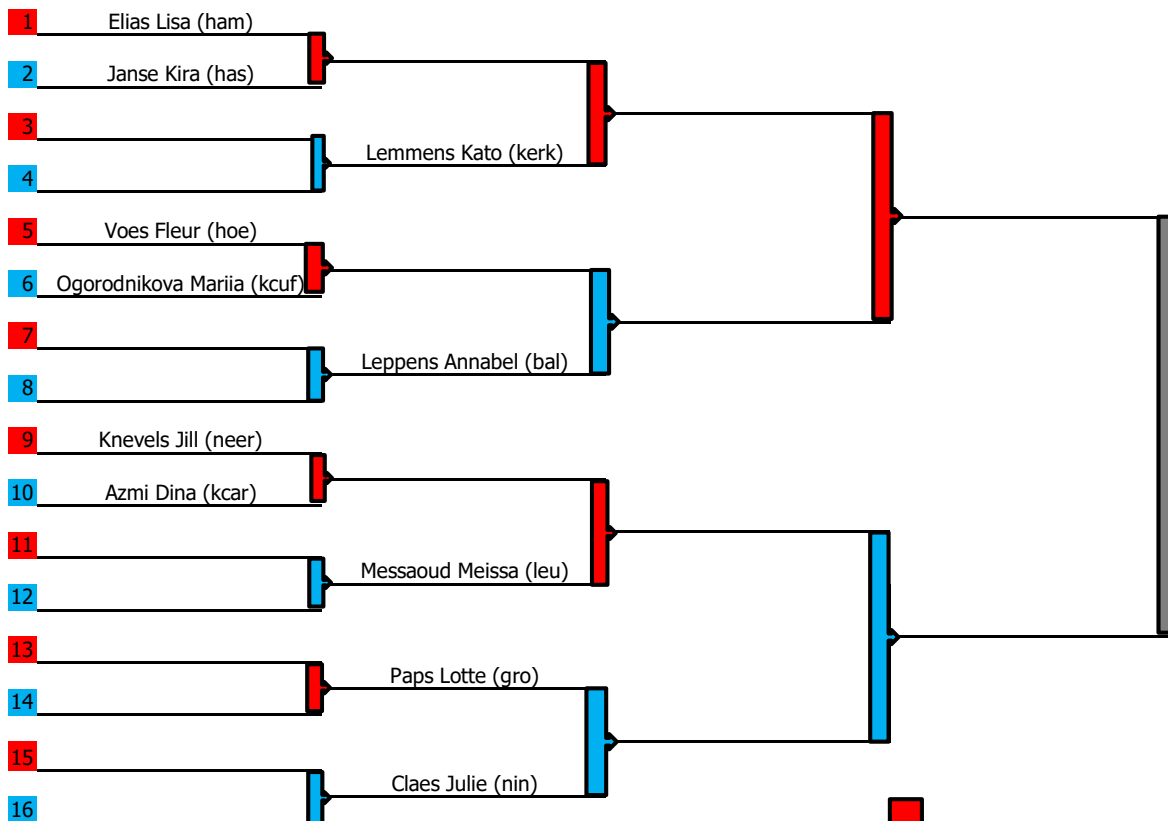 1 Elias Lisa (ham)
2 Janse Kira (has)
3
Lemmens Kato (kerk)
4
5 Voes Fleur (hoe)
6 Ogorodnikova Mariia (kcuf)
7
Leppens Annabel (bal)
8
9 Knevels Jill (neer)
10 Azmi Dina (kcar)
11
Messaoud Meissa (leu)
12
13
Paps Lotte (gro)
14
15
Claes Julie (nin)
16